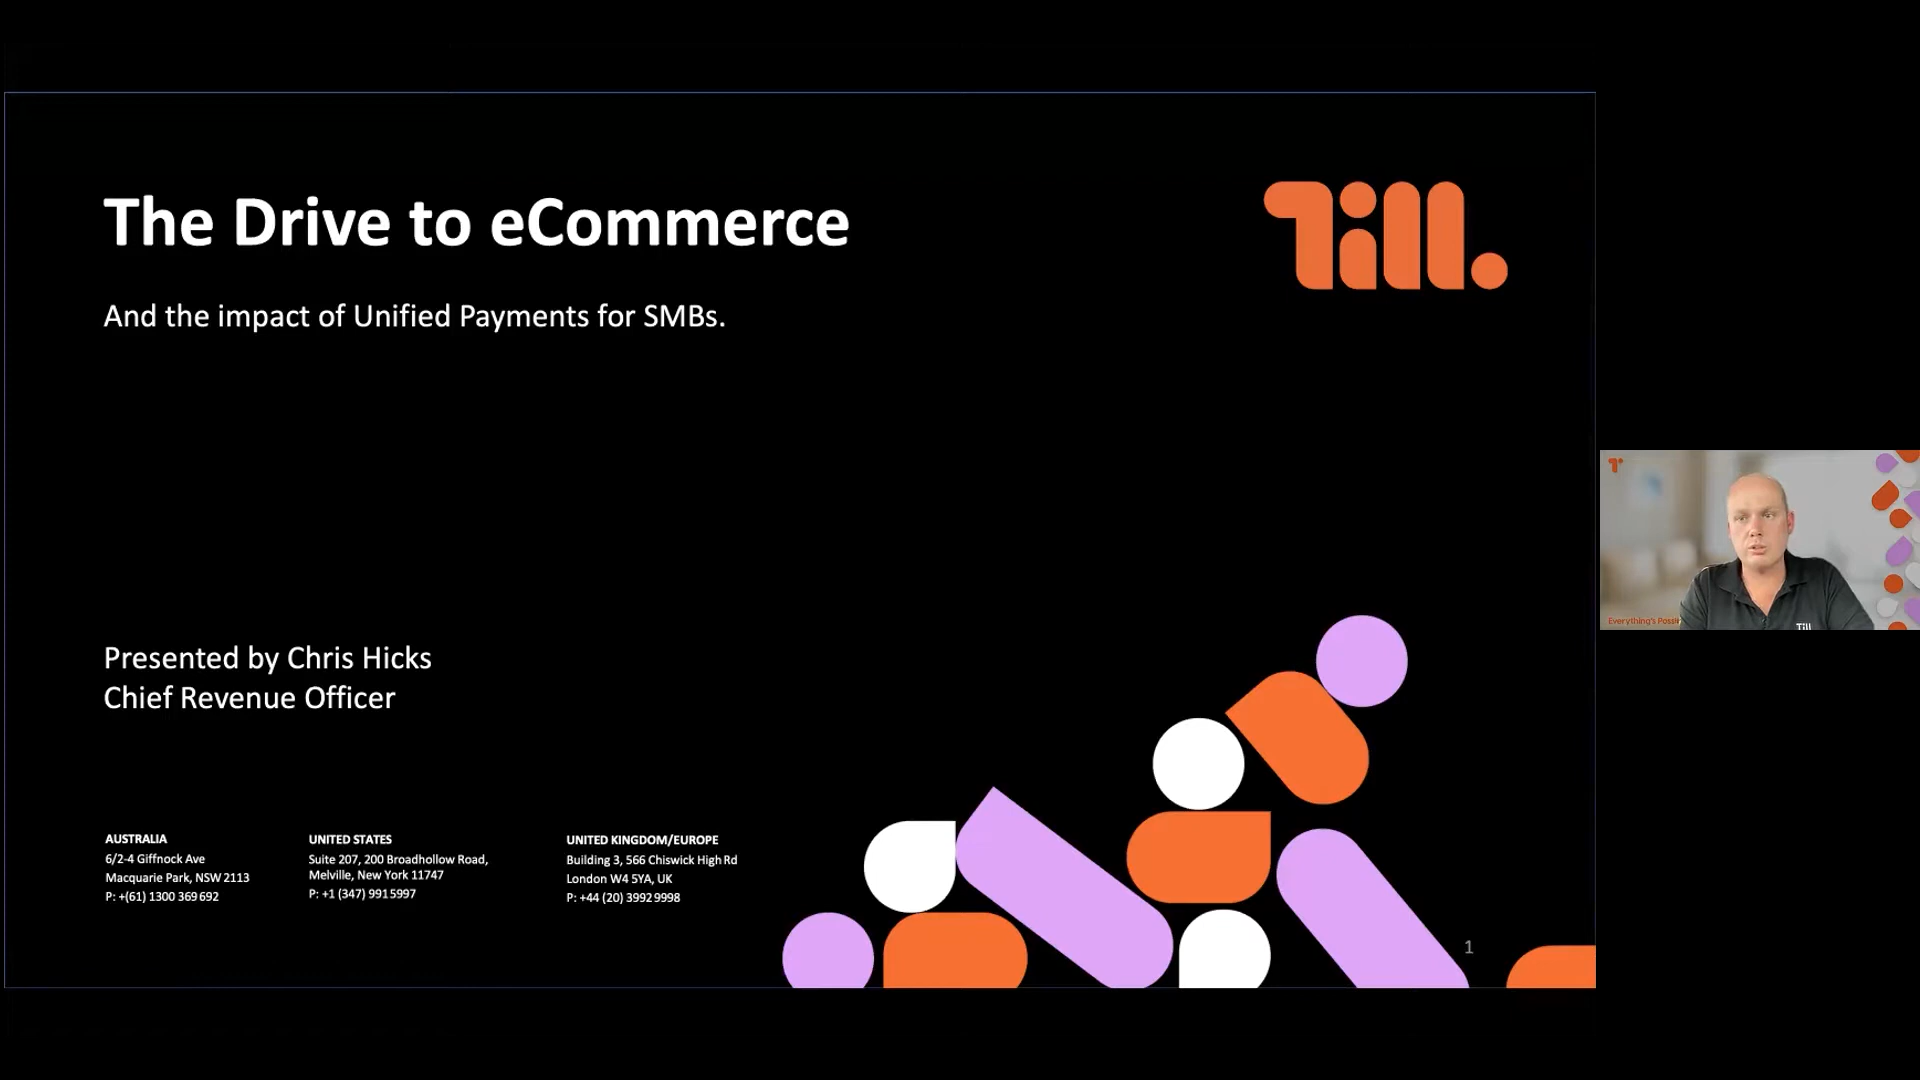 The Drive to eCommerce
Till.
And the impact of Unified Payments for SMBs.
Presented by Chris Hicks
Chief Revenue Officer
AUSTRALIA
6/2-4 Giffnock Ave
Macquarie Park, NSW 2113
P: +(61) 1300 369 692
UNITED STATES
Suite 207, 200 Broadhollow Road,
Melville, New York 11747
P: +1 (347) 991 5997
UNITED KINGDOM/EUROPE
Building 3, 566 Chiswick High Rd
London W4 5YA, UK
P: +44 (20) 3992 9998
1
Everything's
Till